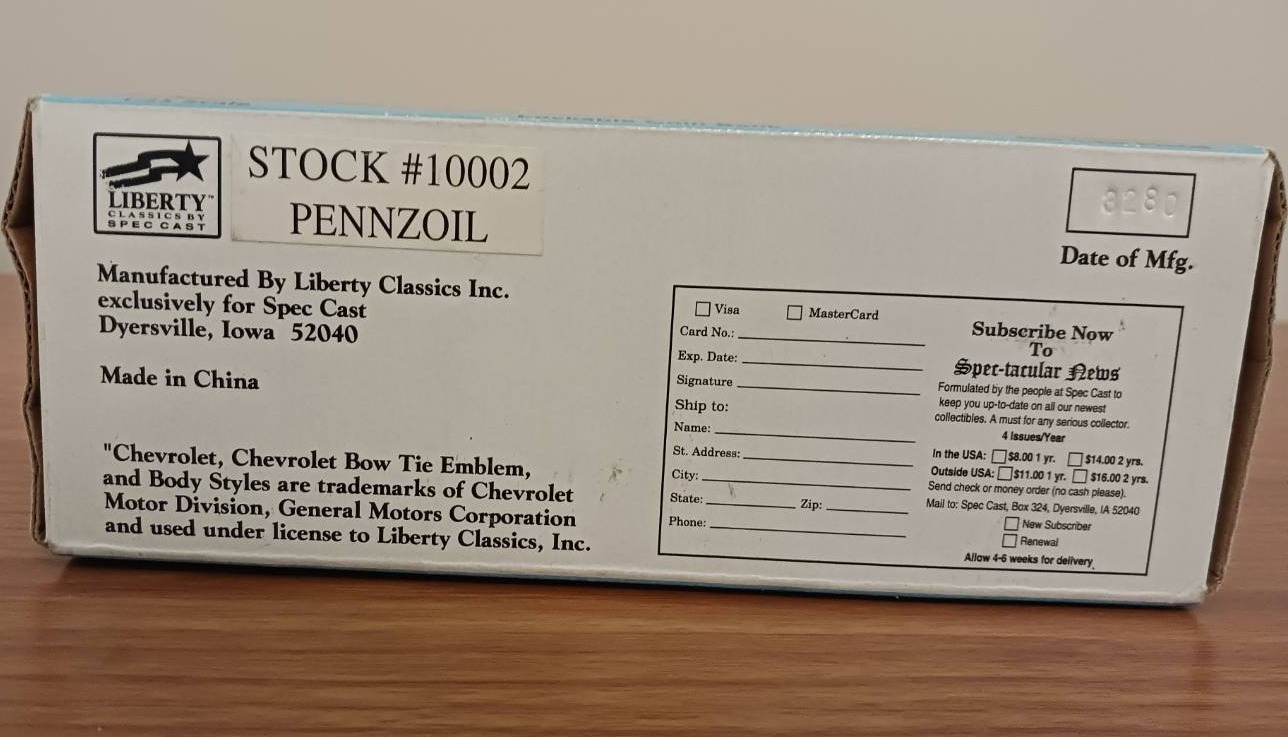 LIBERTY™
CLASSICS BY
SPEC CAST
STOCK #10002
PENNZOIL
Manufactured By Liberty Classics Inc.
exclusively for Spec Cast
Dyersville, Iowa 52040
Made in China
"Chevrolet, Chevrolet Bow Tie Emblem,
and Body Styles are trademarks of Chevrolet
Motor Division, General Motors Corporation
and used under license to Liberty Classics, Inc.
Date of Mfg.
Visa MasterCard
Card No.:
Exp. Date:
Signature
Ship to:
Name:
St. Address:
City:
State: Zip:
Phone:
Subscribe Now
To
Spec-tacular News
Formulated by the people at Spec Cast to
keep you up-to-date on all our newest
collectibles. A must for any serious collector.
4 Issues/Year
In the USA: $8.00 1 yr. $14.00 2 yrs.
Outside USA: $11.00 1 yr. $16.00 2 yrs.
Send check or money order (no cash please).
Mail to: Spec Cast, Box 324, Dyersville, IA 52040
New Subscriber
Renewal
Allow 4-6 weeks for delivery.